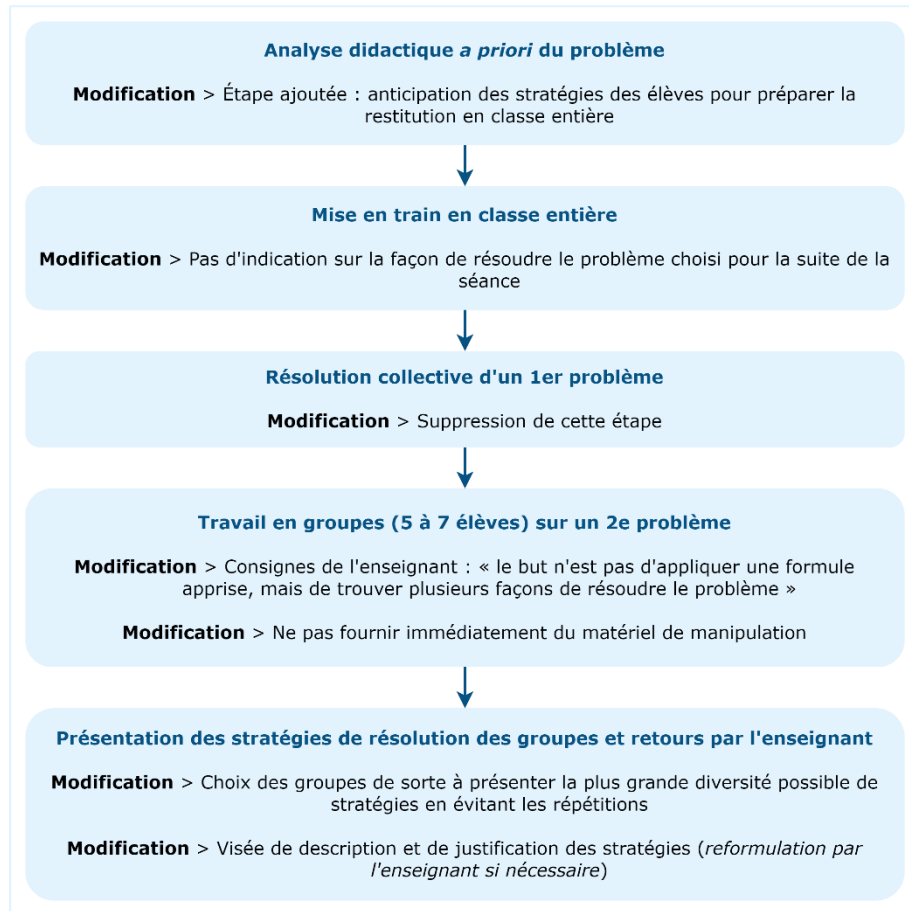 Analyse didactique a priori du problème
Modification > Étape ajoutée : anticipation des stratégies des élèves pour préparer la
restitution en classe entière
Mise en train en classe entière
Modification > Pas d'indication sur la façon de résoudre le problème choisi pour la suite de la
séance
Résolution collective d'un 1er problème
Modification > Suppression de cette étape
Travail en groupes (5 à 7 élèves) sur un 2e problème
Modification > Consignes de l'enseignant : « le but n'est pas d'appliquer une formule
apprise, mais de trouver plusieurs façons de résoudre le problème »
Modification > Ne pas fournir immédiatement du matériel de manipulation
Présentation des stratégies de résolution des groupes et retours par l'enseignant
Modification > Choix des groupes de sorte à présenter la plus grande diversité possible de
stratégies en évitant les répétitions
Modification > Visée de description et de justification des stratégies (reformulation par
l'enseignant si nécessaire)